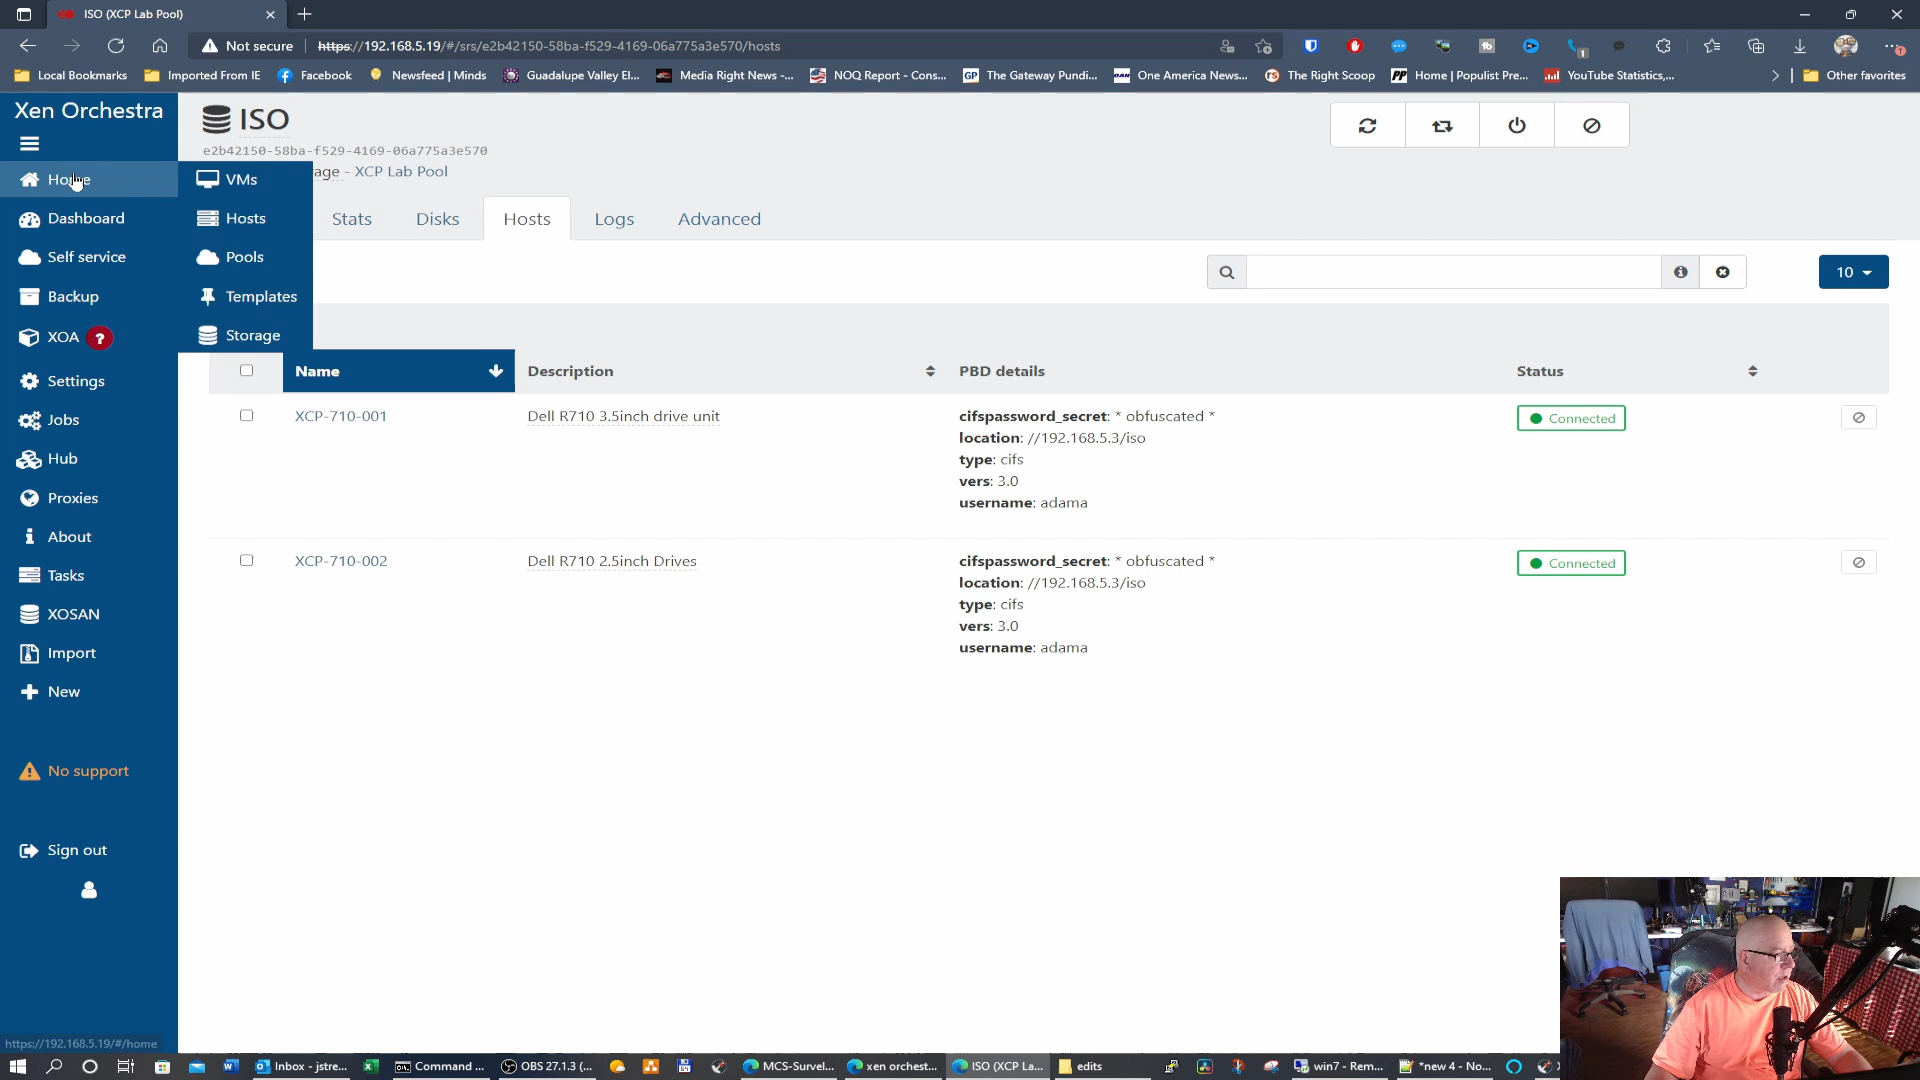 ISO (XCP Lab Pool)
Not secure https://192.168.5.19/#/srs/e2b42150-58ba-f529-4169-06a775a3e570/hosts
Local Bookmarks Imported From IE Facebook Newsfeed | Minds Guadalupe Valley El... Media Right News -... NOQ Report - Cons... GP The Gateway Pundi... OAN One America News... The Right Scoop PP Home | Populist Pre... YouTube Statistics,... Other favorites
Xen Orchestra
ISO
e2b42150-58ba-f529-4169-06a775a3e570
age - XCP Lab Pool
Home
Dashboard
Self service
Backup
XOA ?
Settings
Jobs
Hub
Proxies
About
Tasks
XOSAN
Import
New
No support
Sign out
VMs
Hosts
Pools
Templates
Storage
Stats Disks Hosts Logs Advanced
10
Name Description PBD details Status
XCP-710-001 Dell R710 3.5inch drive unit cifspassword_secret: * obfuscated * Connected
location: //192.168.5.3/iso
type: cifs
vers: 3.0
username: adama
XCP-710-002 Dell R710 2.5inch Drives cifspassword_secret: * obfuscated * Connected
location: //192.168.5.3/iso
type: cifs
vers: 3.0
username: adama
https://192.168.5.19/#/home
Inbox - jstre... Command ... OBS 27.1.3 (... MCS-Survel... xen orchest... ISO (XCP La... edits win7 - Rem... *new 4 - No...